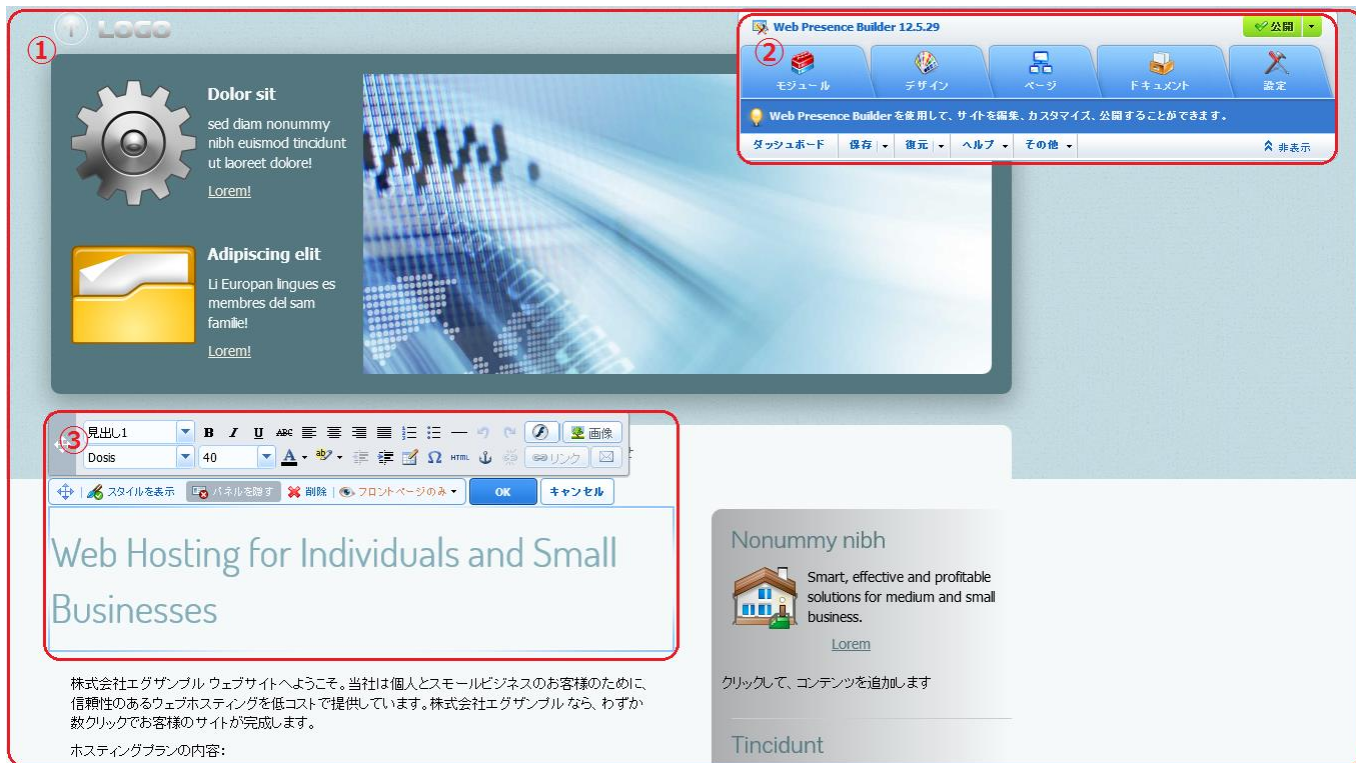 LOGO
①
Web Presence Builder 12.5.29
公開
②
モジュール
デザイン
ページ
ドキュメント
設定
Web Presence Builder を使用して、サイトを編集、カスタマイズ、公開することができます。
ダッシュボード
保存
復元
ヘルプ
その他
非表示
Dolor sit
sed diam nonummy
nibh euismod tincidunt
ut laoreet dolore!
Lorem!
www.
Adipiscing elit
Li Europan lingues es
membres del sam
familie!
Lorem!
③
見出し1
B I U ABC
画像
Dosis
40
A
ab
Ω
HTML
リンク
スタイルを表示
パネルを隠す
削除
フロントページのみ
OK
キャンセル
Web Hosting for Individuals and Small
Businesses
株式会社エグザンプル ウェブサイトへようこそ。当社は個人とスモールビジネスのお客様のために、
信頼性のあるウェブホスティングを低コストで提供しています。株式会社エグザンプル なら、わずか
数クリックでお客様のサイトが完成します。
ホスティングプランの内容:
Nonummy nibh
Smart, effective and profitable
solutions for medium and small
business.
Lorem
クリックして、コンテンツを追加します
Tincidunt